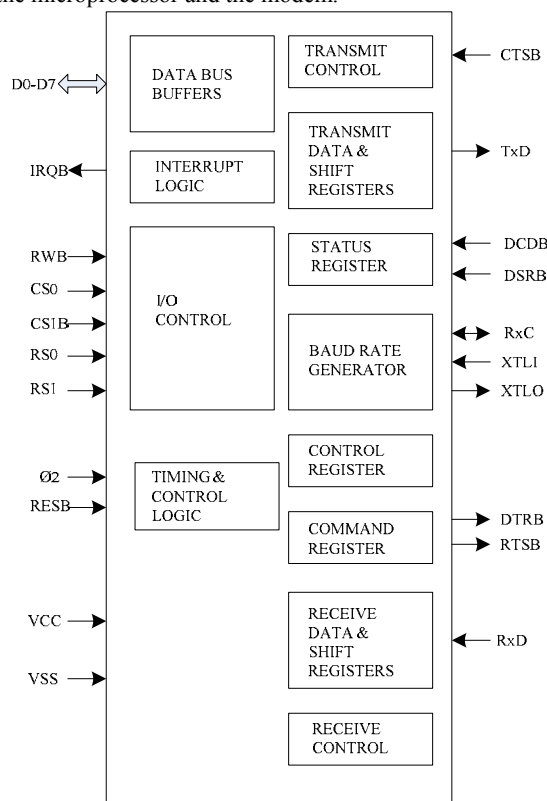 the microprocessor and the modem.
D0-D7
DATA BUS
BUFFERS
TRANSMIT
CONTROL
CTSB
IRQB
INTERRUPT
LOGIC
TRANSMIT
DATA &
SHIFT
REGISTERS
TxD
RWB
CS0
CS1B
RS0
RS1
I/O
CONTROL
STATUS
REGISTER
DCDB
DSRB
BAUD RATE
GENERATOR
RxC
XTLI
XTLO
Ø2
RESB
TIMING &
CONTROL
LOGIC
CONTROL
REGISTER
COMMAND
REGISTER
DTRB
RTSB
VCC
VSS
RECEIVE
DATA &
SHIFT
REGISTERS
RxD
RECEIVE
CONTROL